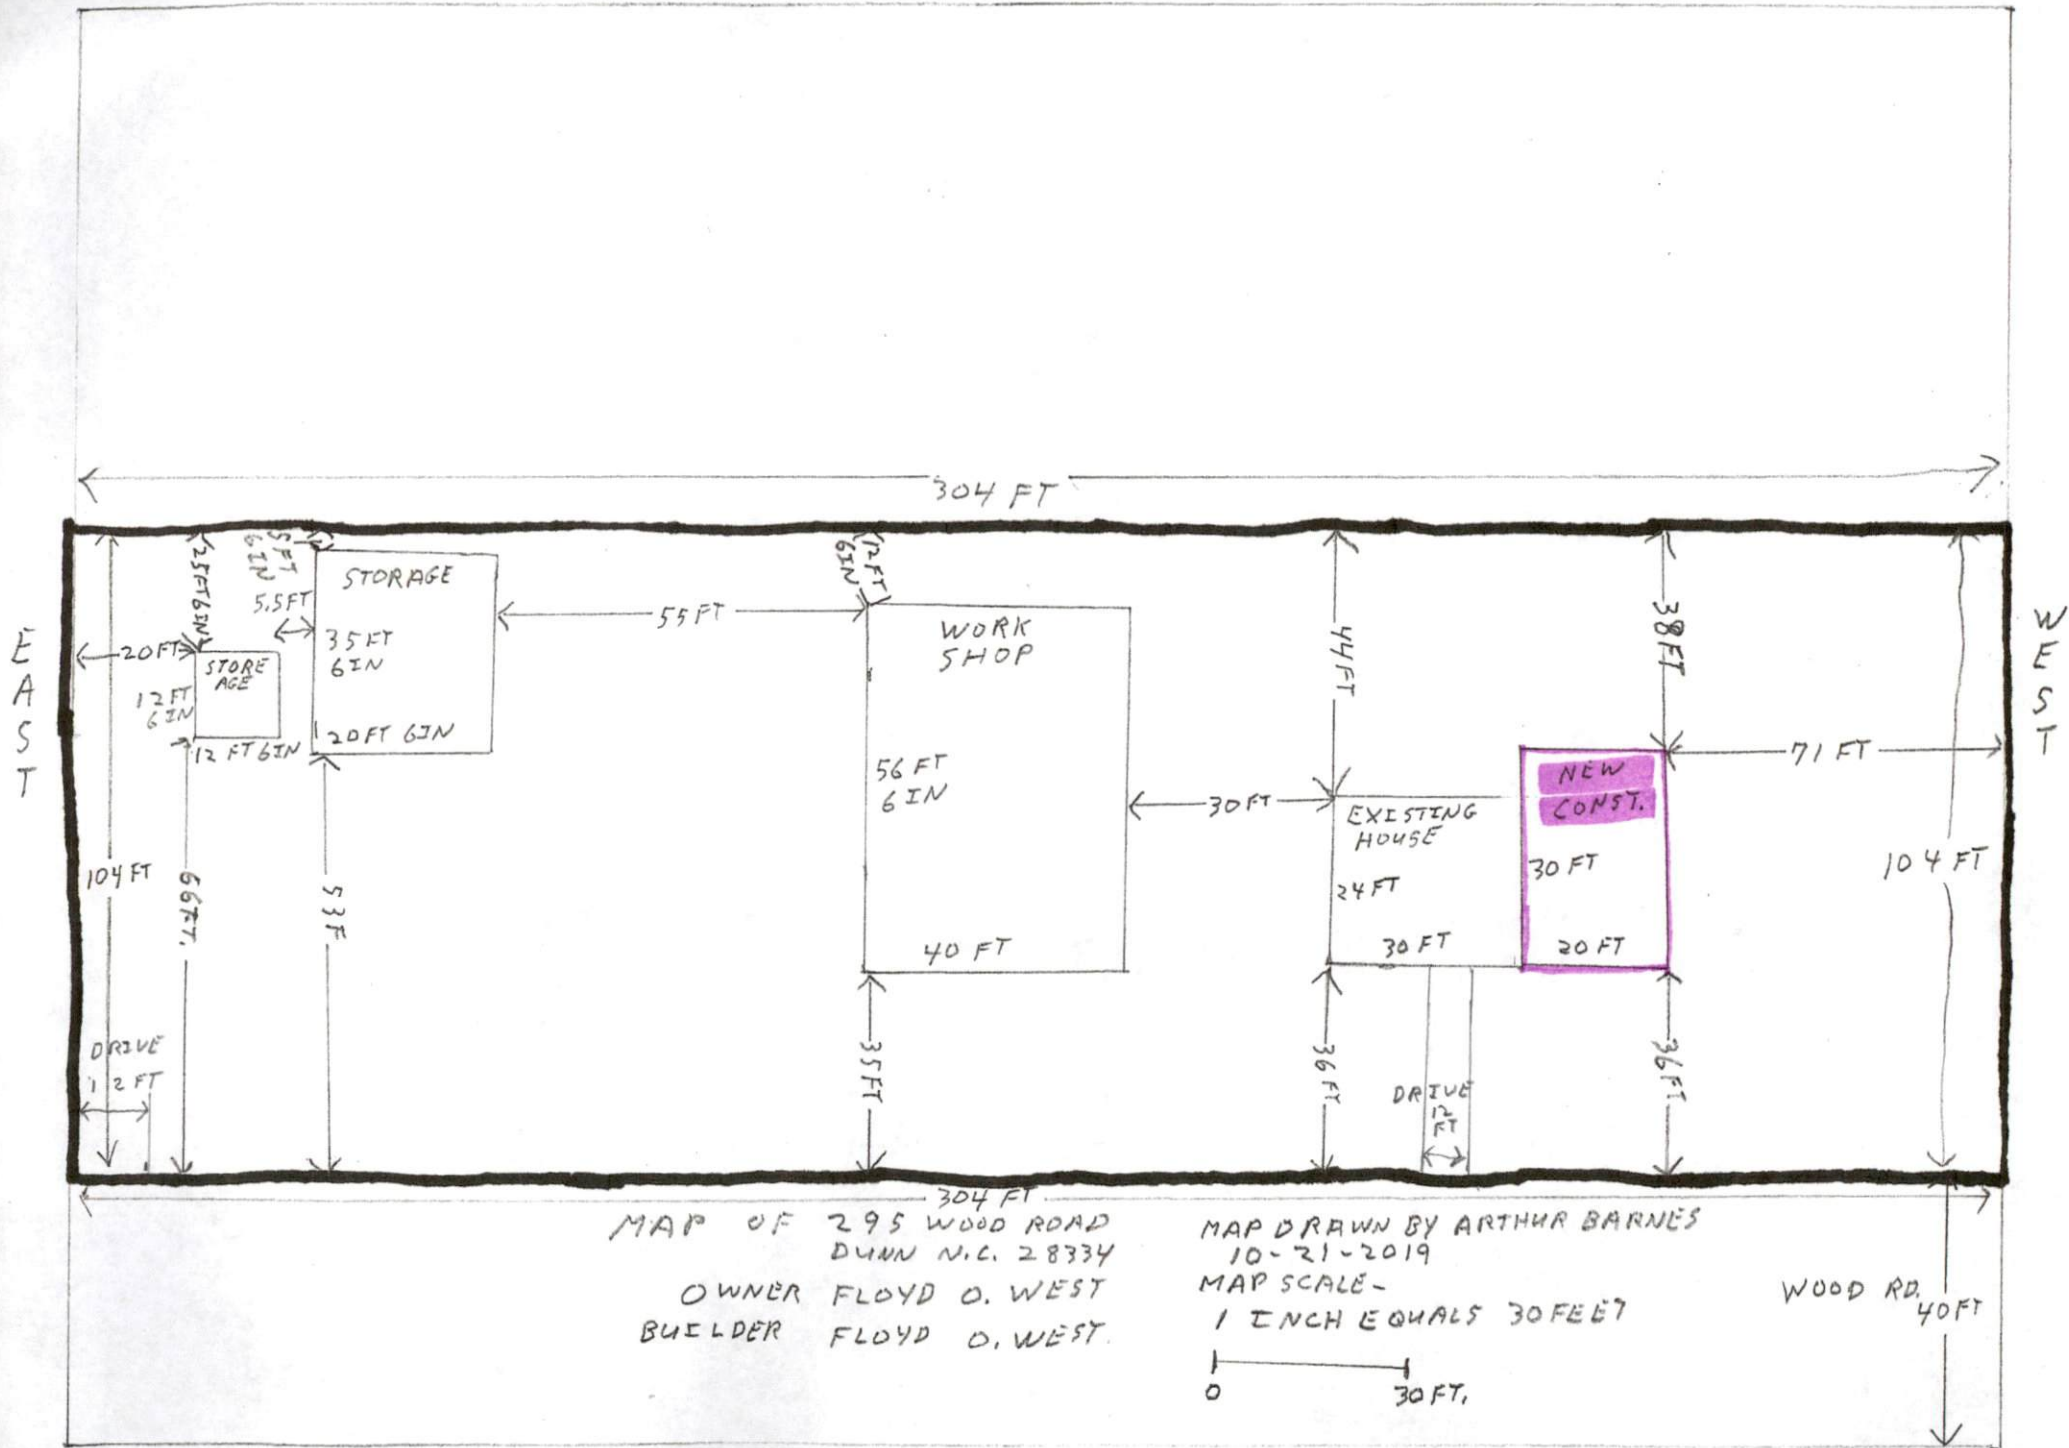 304 FT
5 FT
6 IN
12 FT
6 IN
25 FT 6 IN
STORAGE
5.5 FT
55 FT
WORK
SHOP
35 FT
6 IN
44 FT
38 FT
EAST
WEST
20 FT
STORE
AGE
12 FT
6 IN
20 FT 6 IN
12 FT 6 IN
71 FT
56 FT
6 IN
30 FT
EXISTING
HOUSE
NEW
CONST.
104 FT
66 FT.
53 F
24 FT
30 FT
104 FT
40 FT
30 FT
20 FT
DRIVE
12 FT
35 FT
36 FT
DRIVE
12
FT
36 FT
304 FT
MAP OF 295 WOOD ROAD
DUNN N.C. 28334
OWNER FLOYD O. WEST
BUILDER FLOYD O. WEST.
MAP DRAWN BY ARTHUR BARNES
10-21-2019
MAP SCALE-
1 INCH EQUALS 30 FEET
0 30 FT.
WOOD RD.
40 FT